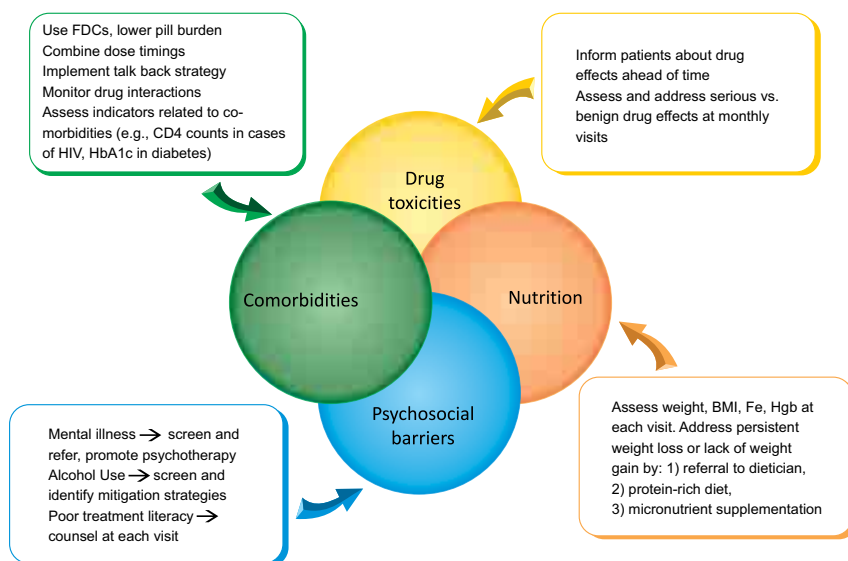 Use FDCs, lower pill burden
Combine dose timings
Implement talk back strategy
Monitor drug interactions
Assess indicators related to co-
morbidities (e.g., CD4 counts in cases
of HIV, HbA1c in diabetes)
Inform patients about drug
effects ahead of time
Assess and address serious vs.
benign drug effects at monthly
visits
Drug
toxicities
Comorbidities
Nutrition
Psychosocial
barriers
Mental illness → screen and
refer, promote psychotherapy
Alcohol Use → screen and
identify mitigation strategies
Poor treatment literacy →
counsel at each visit
Assess weight, BMI, Fe, Hgb at
each visit. Address persistent
weight loss or lack of weight
gain by: 1) referral to dietician,
2) protein-rich diet,
3) micronutrient supplementation